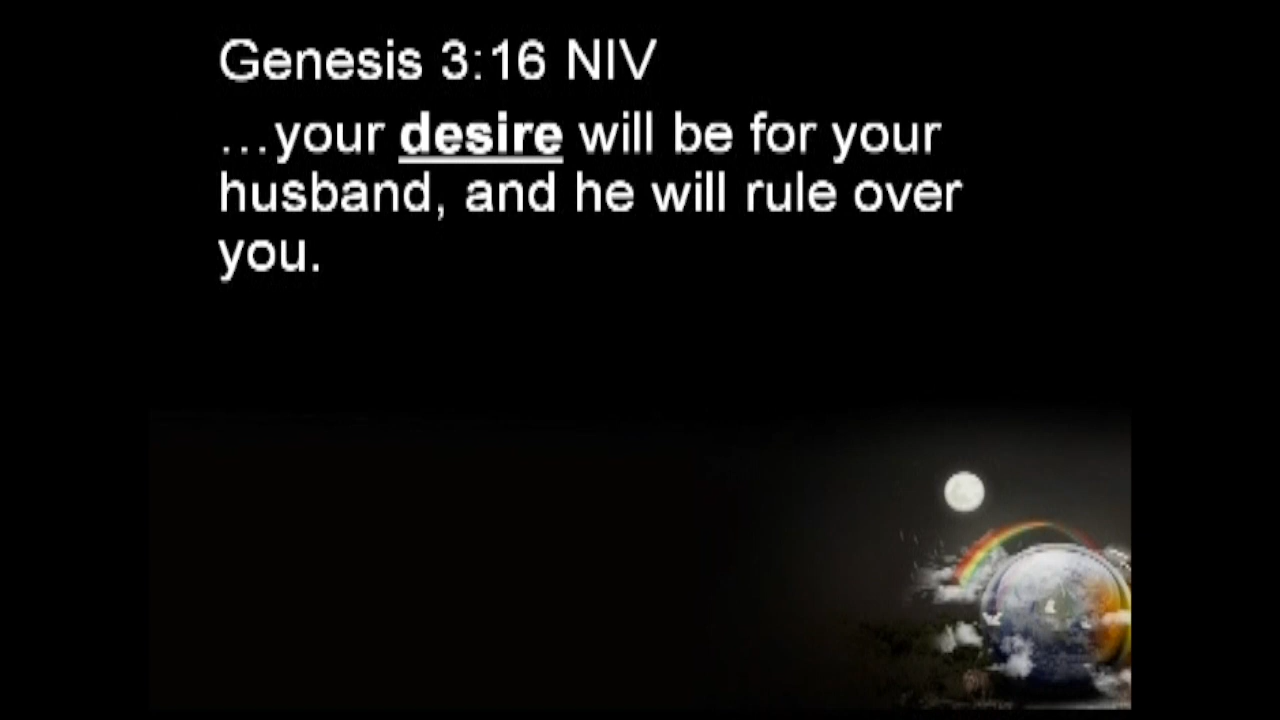 Genesis 3:16 NIV
…your desire will be for your
husband, and he will rule over
you.